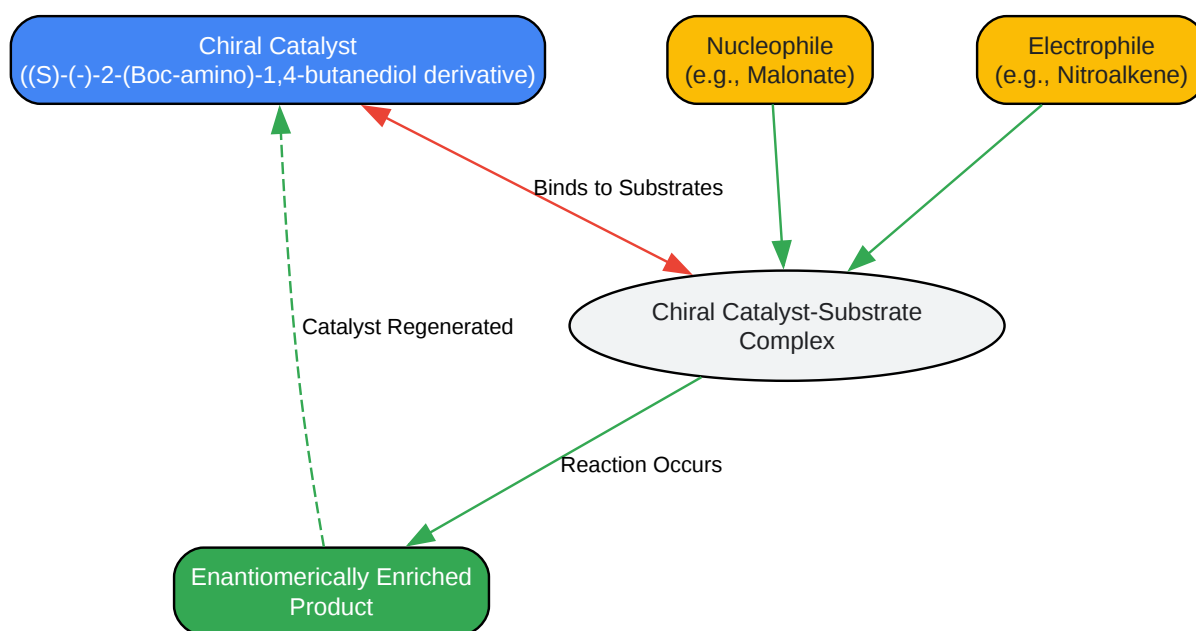 Chiral Catalyst
((S)-(-)-2-(Boc-amino)-1,4-butanediol derivative)
Nucleophile
(e.g., Malonate)
Electrophile
(e.g., Nitroalkene)
Binds to Substrates
Chiral Catalyst-Substrate
Complex
Catalyst Regenerated
Reaction Occurs
Enantiomerically Enriched
Product